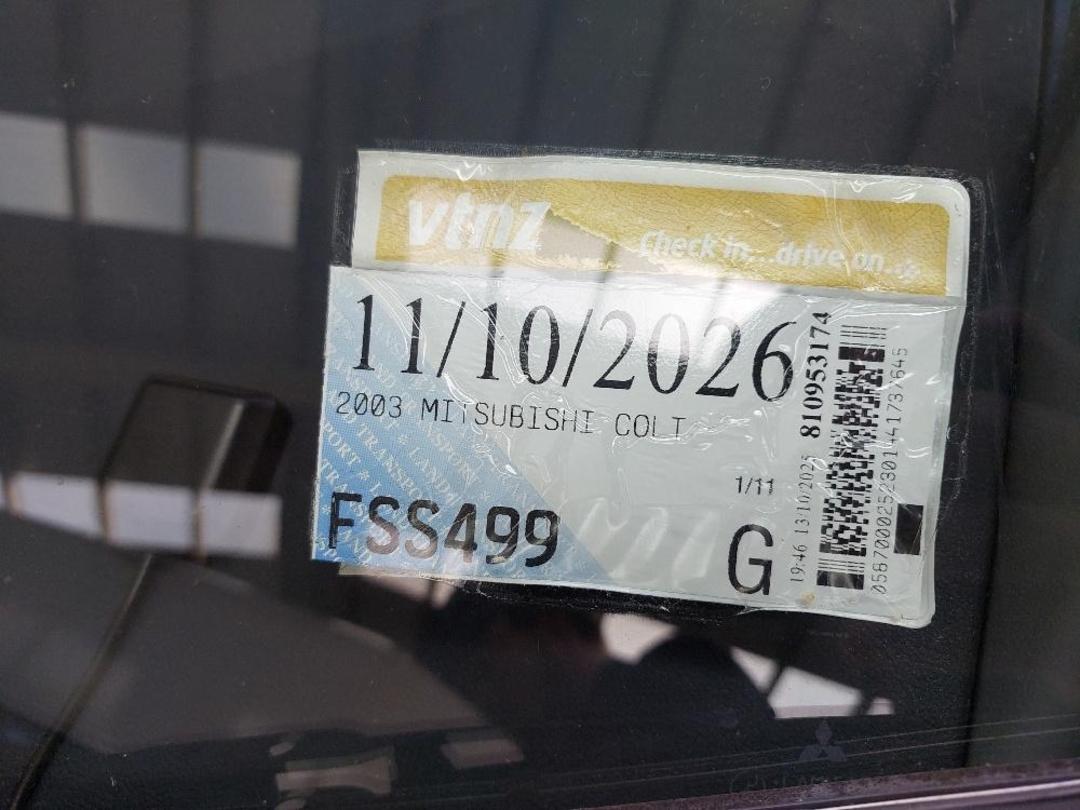 vtnz
Check in...drive on...
11/10/2026
2003 MITSUBISHI COLT
1/11
FSS499
G
19:46 13/10/2025 810953174